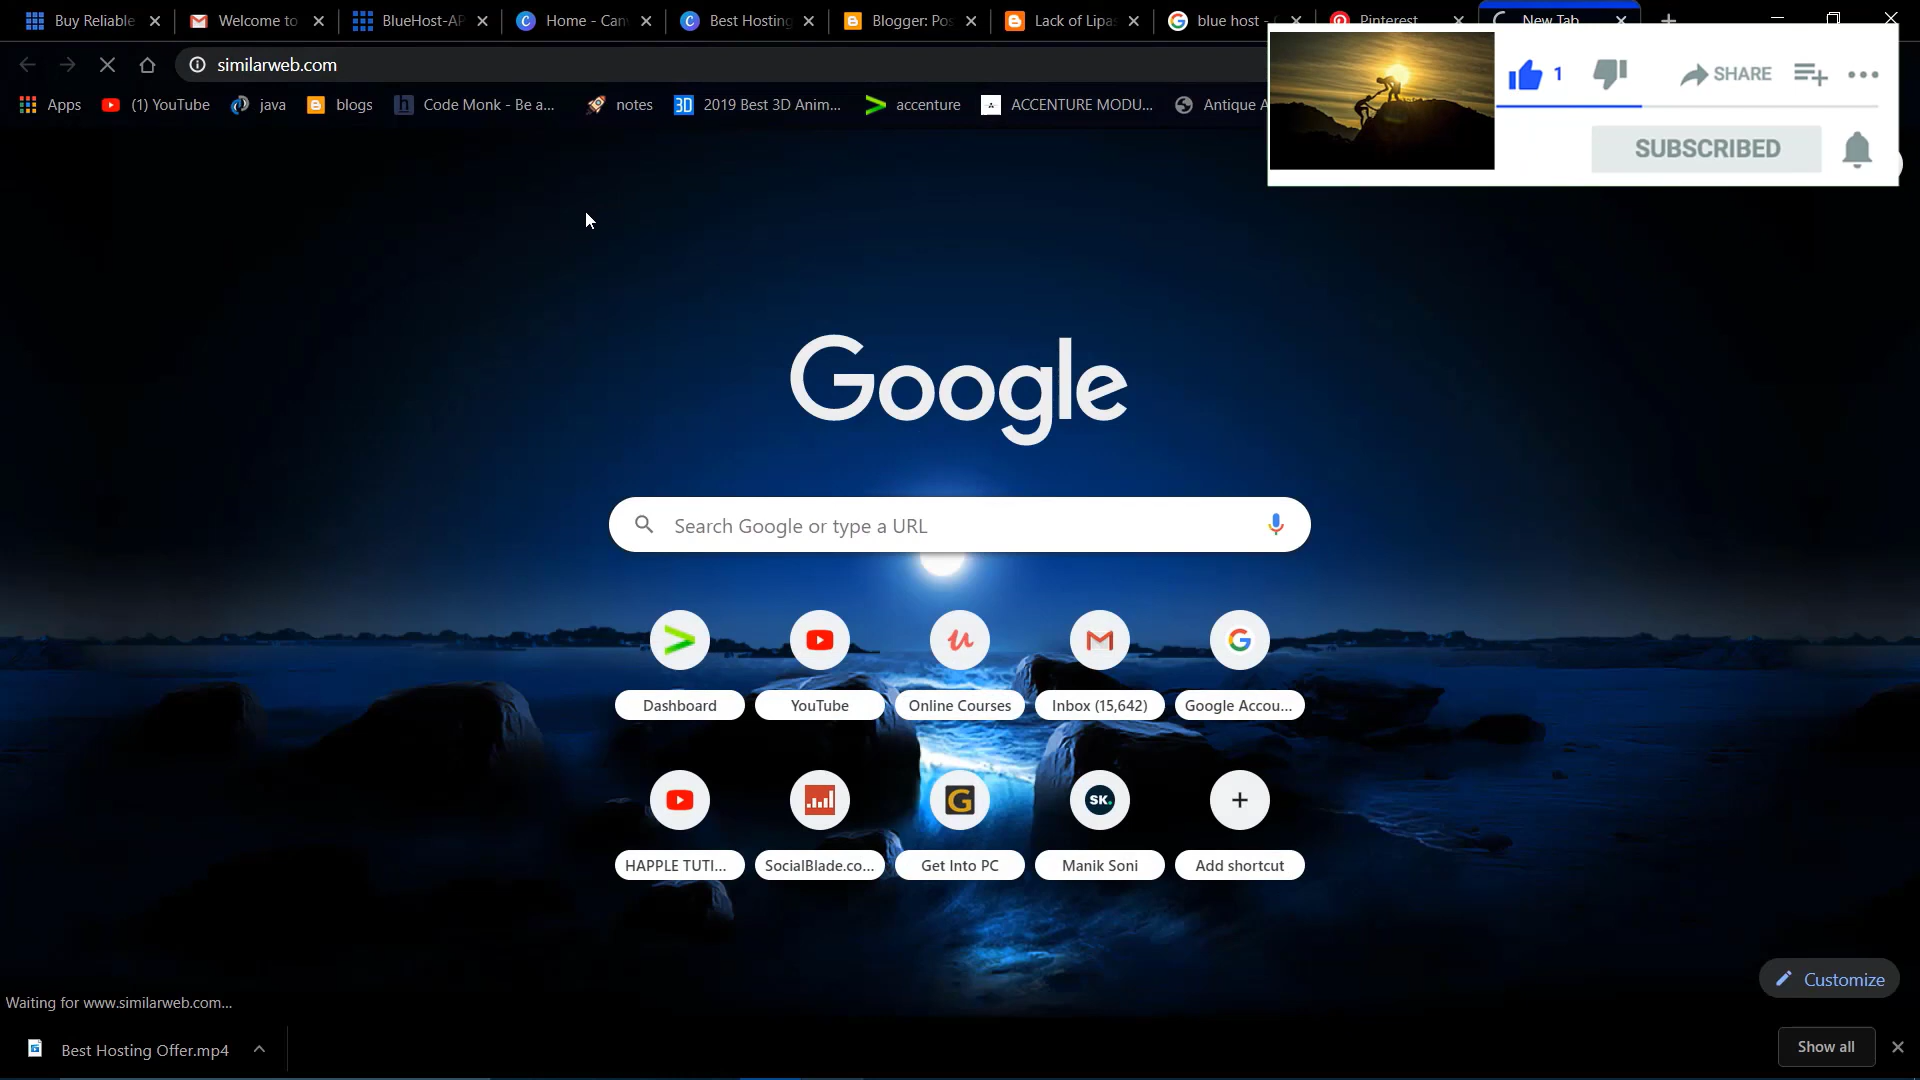 Buy Reliable
Welcome to
BlueHost-AP
Home - Can
Best Hosting
Blogger: Pos
Lack of Lipas
blue host -
Pinterest
New Tab
similarweb.com
Apps
(1) YouTube
java
blogs
Code Monk - Be a...
notes
2019 Best 3D Anim...
accenture
ACCENTURE MODU...
Antique A
1
SHARE
SUBSCRIBED
Google
Search Google or type a URL
Dashboard
YouTube
Online Courses
Inbox (15,642)
Google Accou...
SK.
HAPPLE TUTI...
SocialBlade.co...
Get Into PC
Manik Soni
Add shortcut
Customize
Waiting for www.similarweb.com...
Best Hosting Offer.mp4
Show all